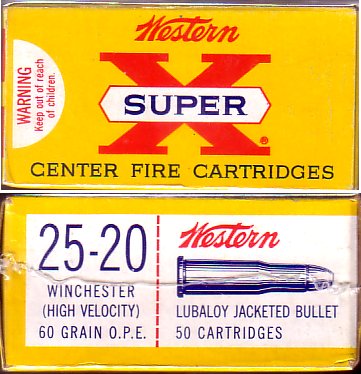 Western
WARNING
Keep out of reach
of children.
X
SUPER
®
CENTER FIRE CARTRIDGES
25-20
WINCHESTER
(HIGH VELOCITY)
60 GRAIN O.P.E.
Western
LUBALOY JACKETED BULLET
50 CARTRIDGES